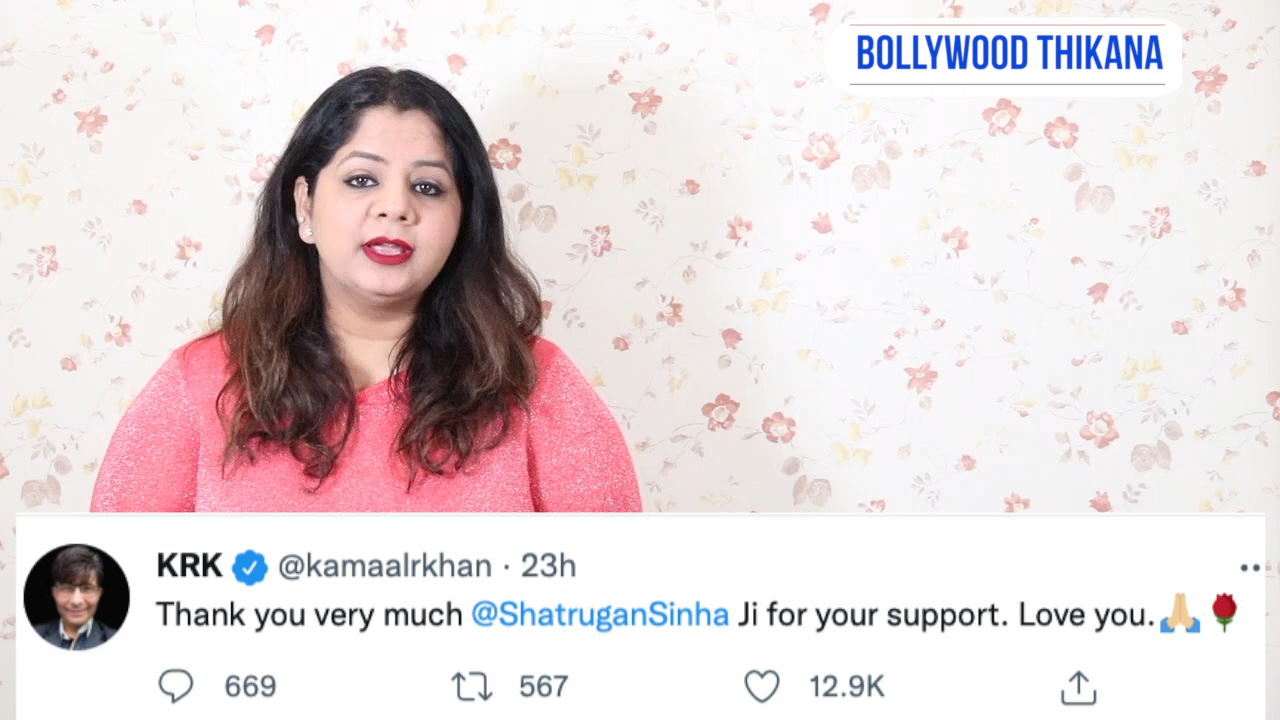 BOLLYWOOD THIKANA
KRK @kamaalrkhan · 23h
Thank you very much @ShatruganSinha Ji for your support. Love you.🙏🌹
669 567 12.9K